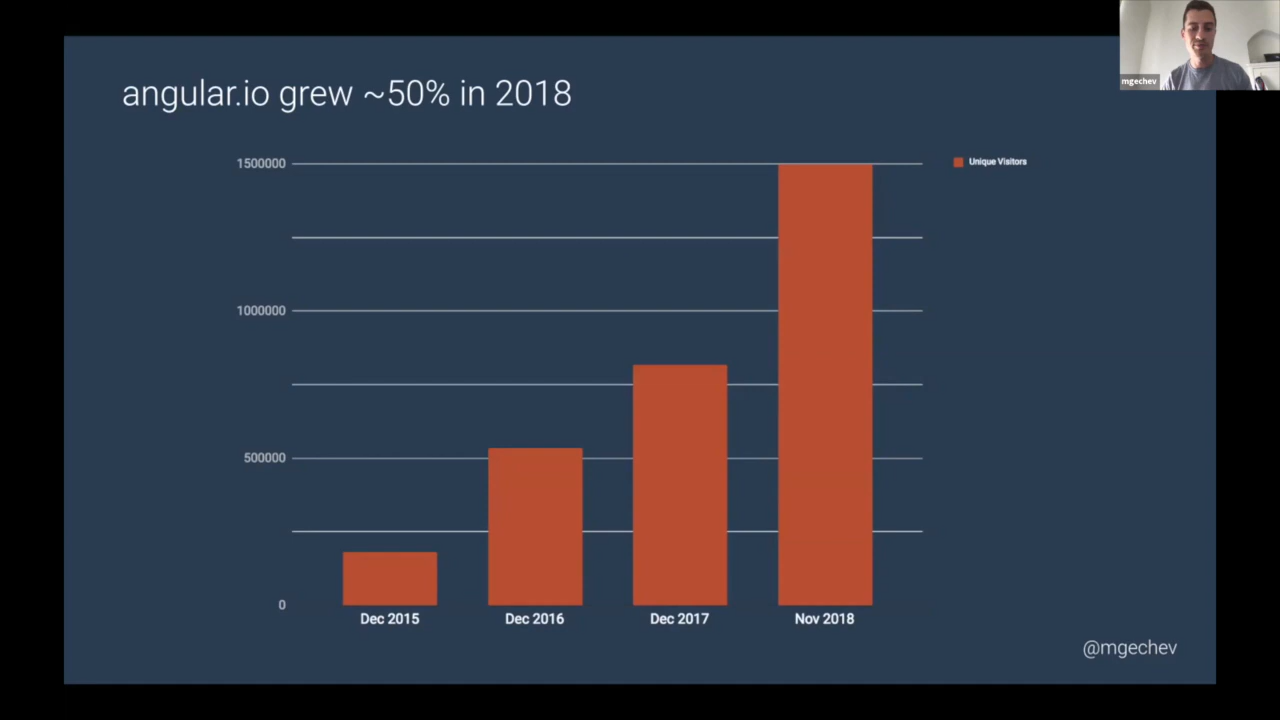 mgechev
angular.io grew ~50% in 2018
1500000
Unique Visitors
1000000
500000
0
Dec 2015 Dec 2016 Dec 2017 Nov 2018
@mgechev